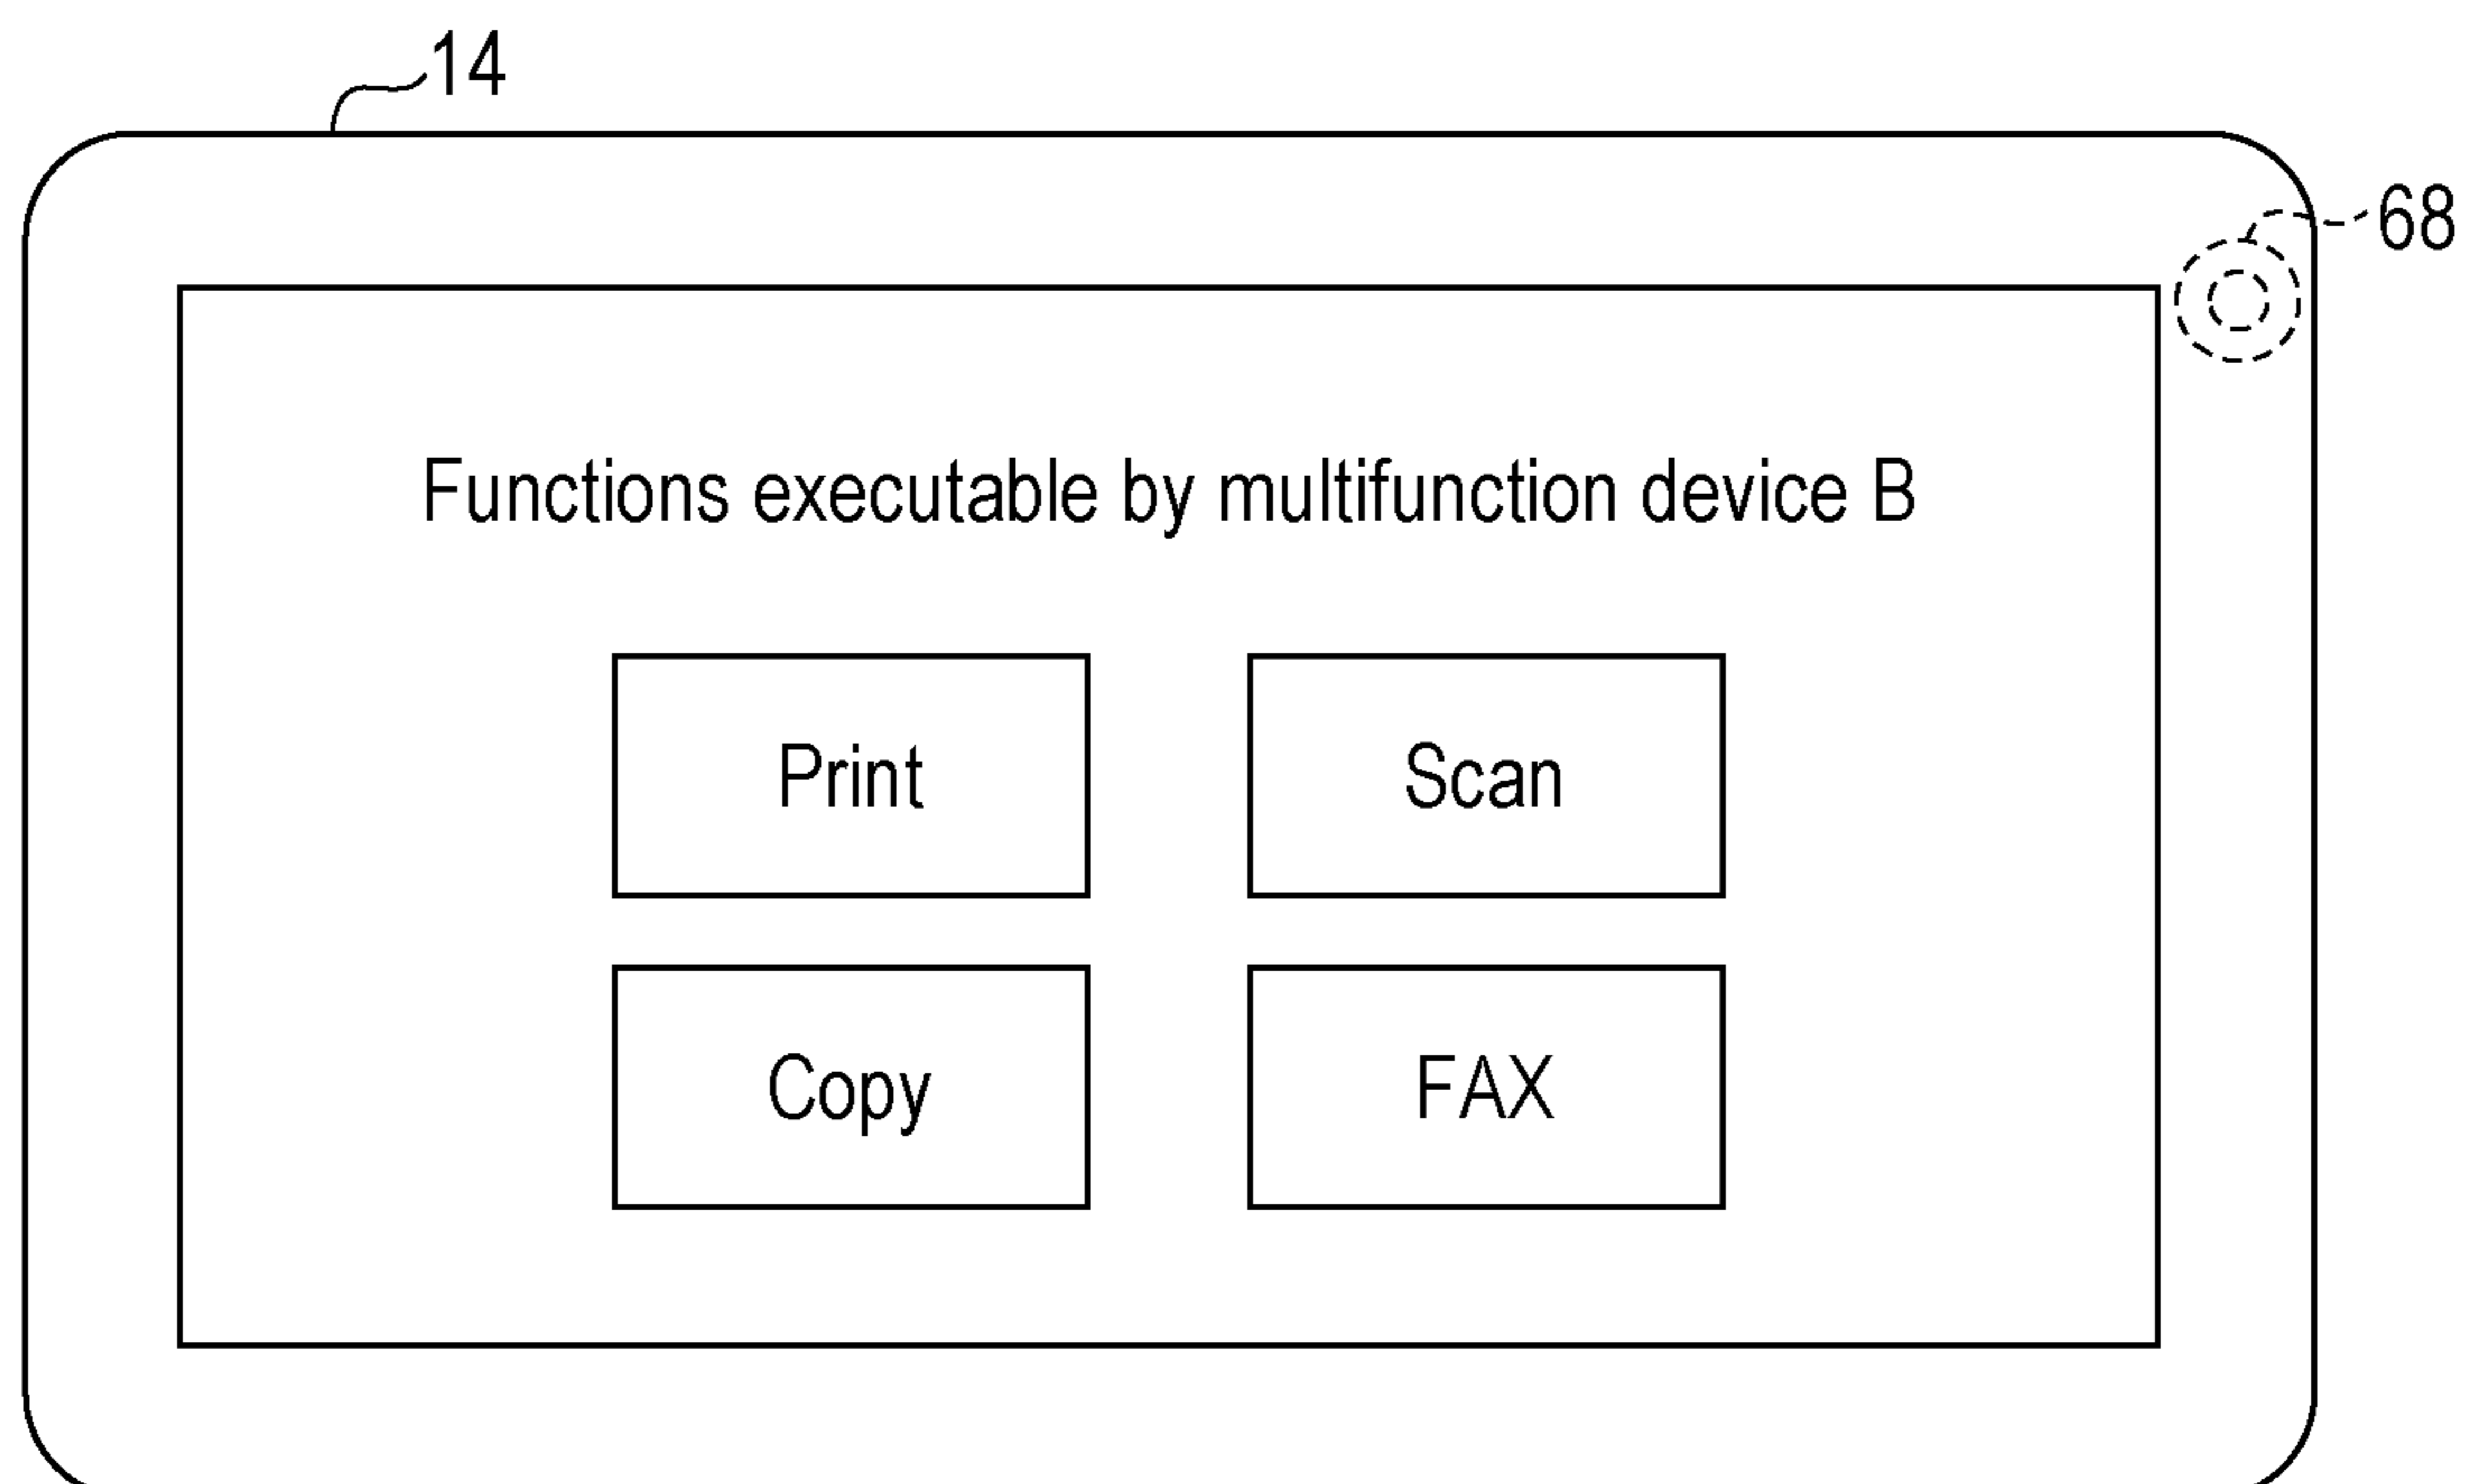 14
68
Functions executable by multifunction device B
Print Scan
Copy FAX